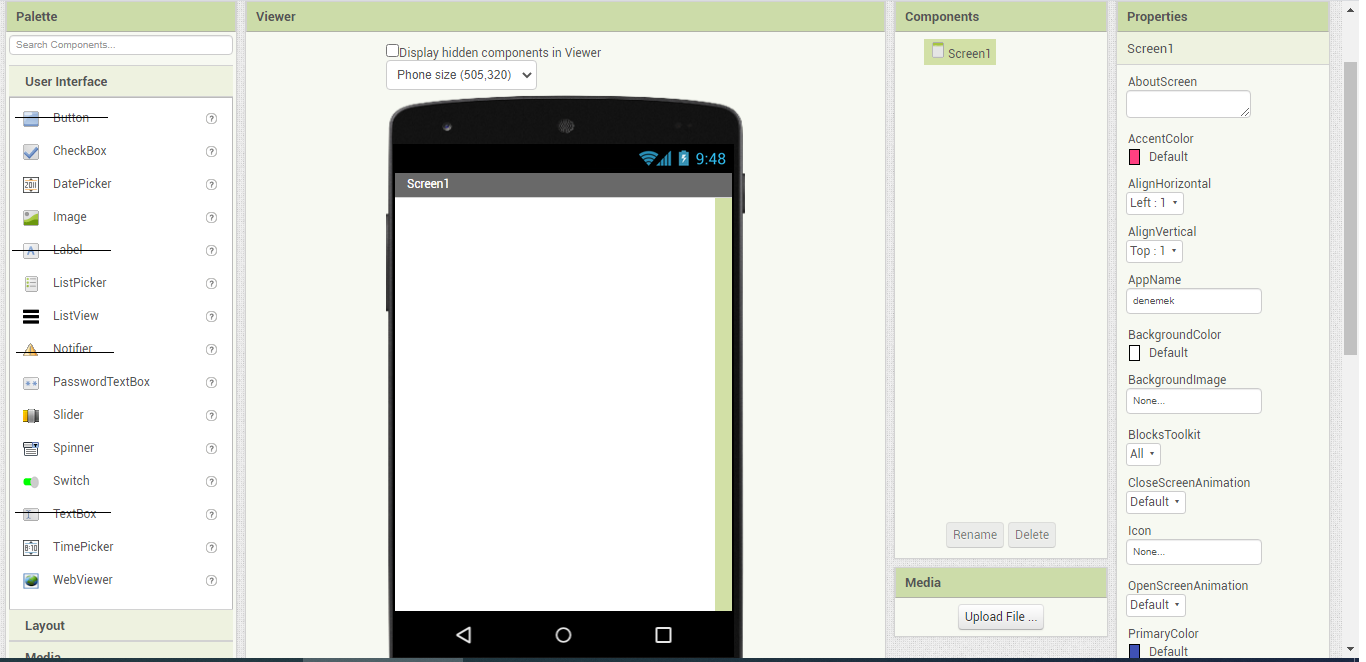 Palette
Search Components...
User Interface
Button
CheckBox
DatePicker
Image
Label
ListPicker
ListView
Notifier
PasswordTextBox
Slider
Spinner
Switch
TextBox
TimePicker
WebViewer
Layout
Media
Viewer
Display hidden components in Viewer
Phone size (505,320)
9:48
Screen1
Components
Screen1
Rename Delete
Media
Upload File ...
Properties
Screen1
AboutScreen
AccentColor
Default
AlignHorizontal
Left : 1
AlignVertical
Top : 1
AppName
denemek
BackgroundColor
Default
BackgroundImage
None...
BlocksToolkit
All
CloseScreenAnimation
Default
Icon
None...
OpenScreenAnimation
Default
PrimaryColor
Default